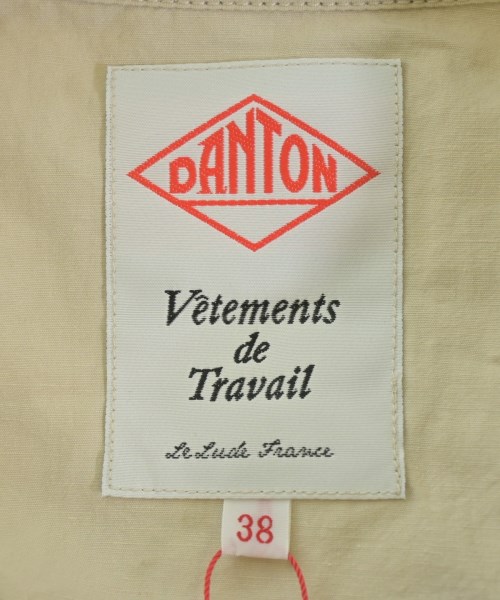 DANTON
Vêtements
de
Travail
Le Lude France
38